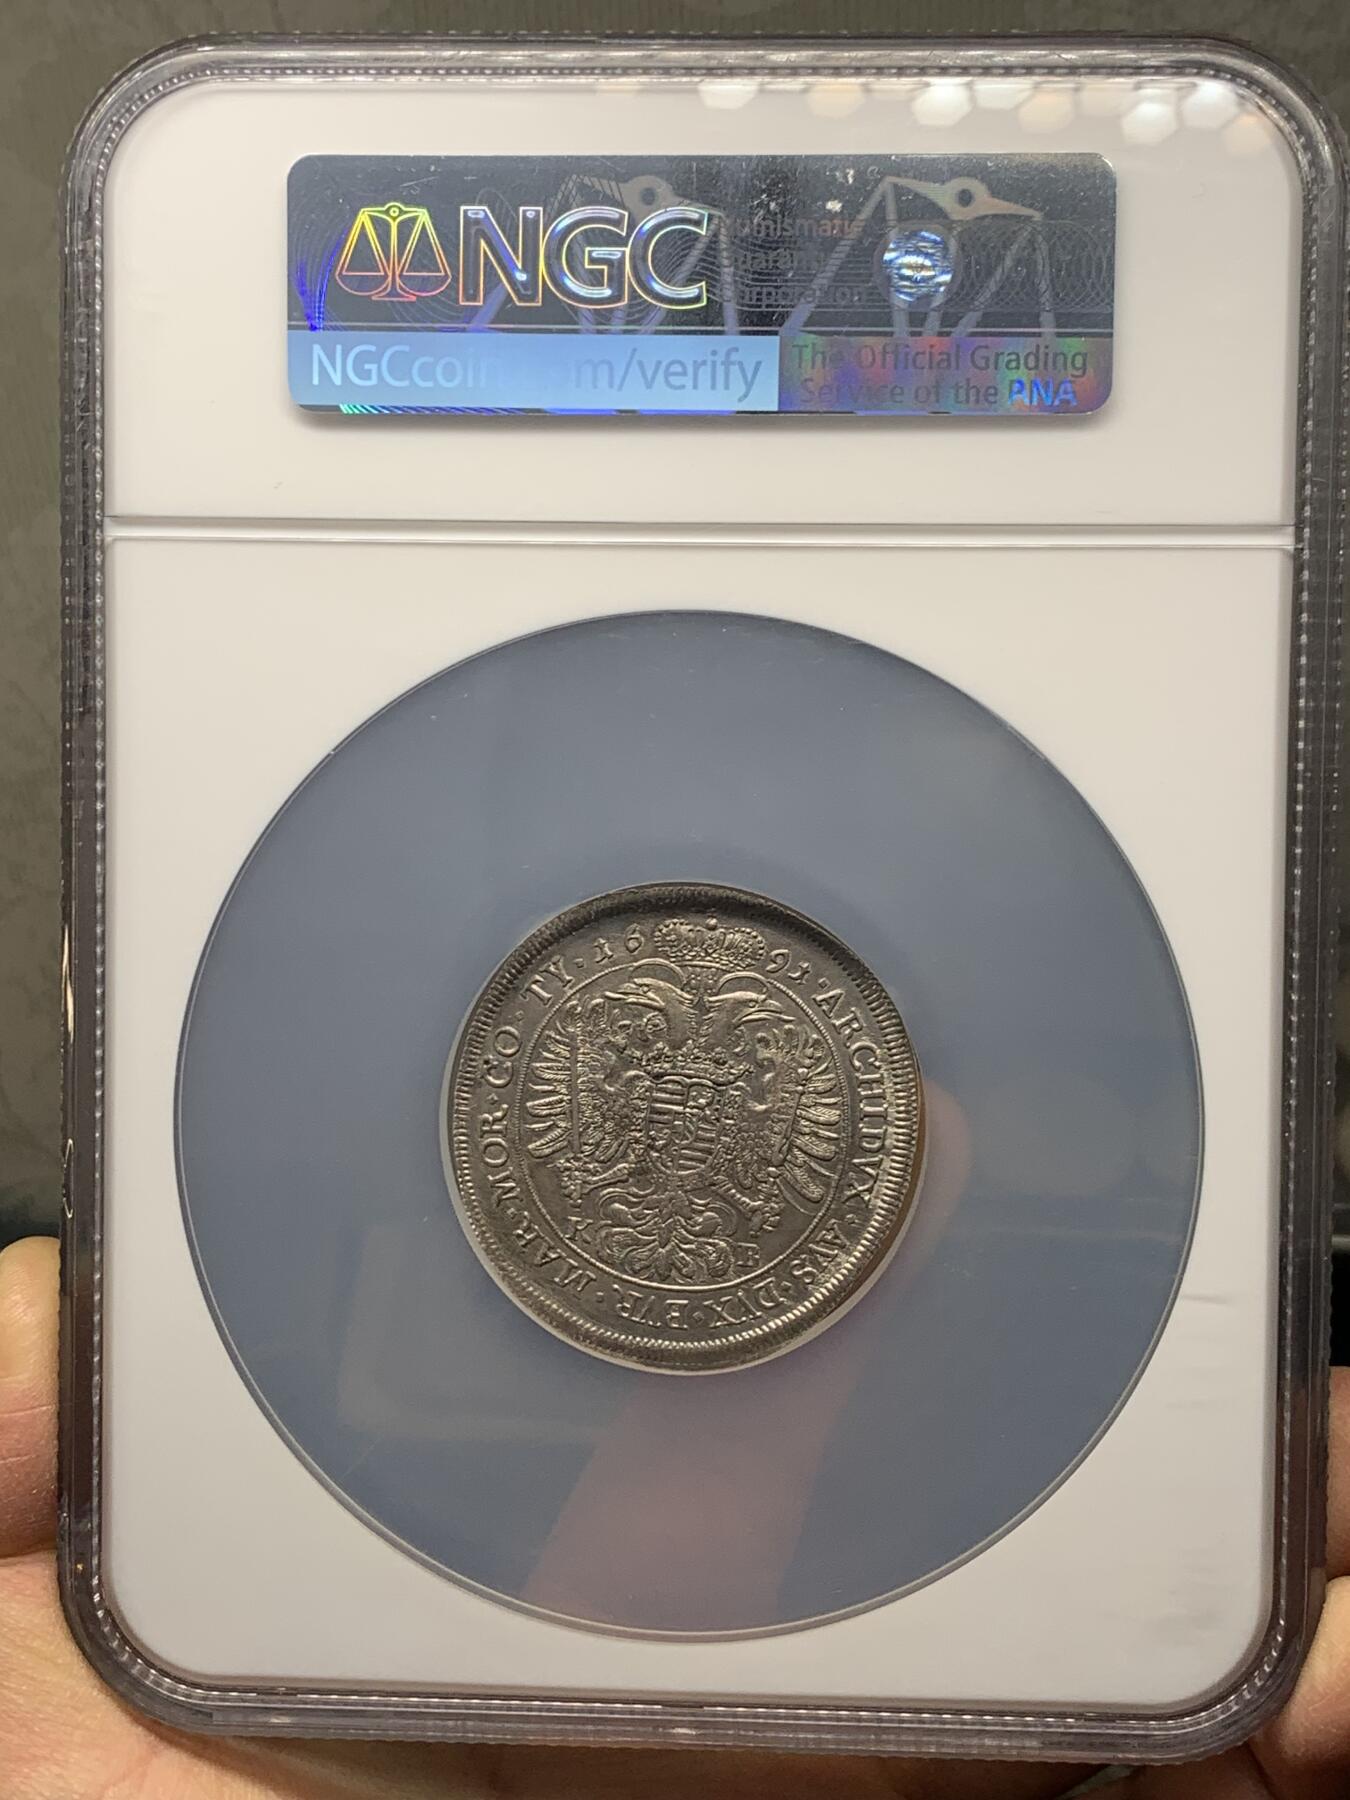 NGC
Numismatic
Guaranty
Corporation
NGCcoin.com/verify
The Official Grading
Service of the ANA
16 91·ARCHIDVX·AVS·DVX·BVR·MAR·MOR·CO·TY·
K B